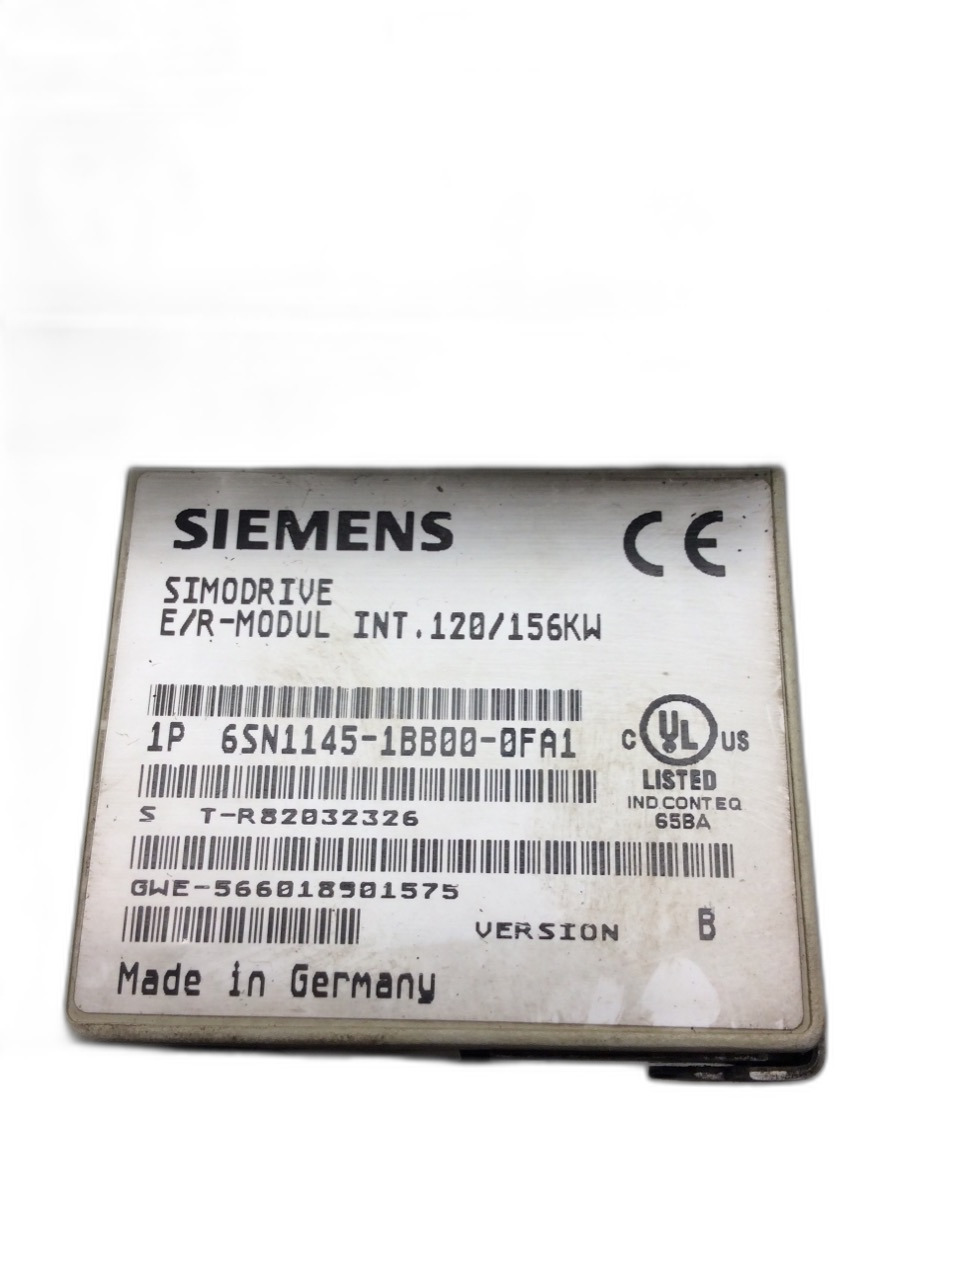 SIEMENS CE
SIMODRIVE
E/R-MODUL INT.120/156KW
1P 6SN1145-1BB00-0FA1
C UL US
LISTED
IND CONT EQ
65BA
S T-R82032326
GWE-566018901575
VERSION B
Made in Germany